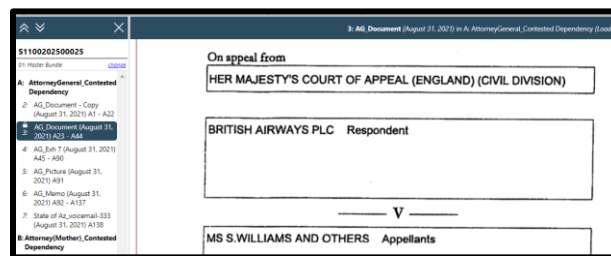 3: AG_Document (August 31, 2021) in A: AttorneyGeneral_Contested Dependency
S1100202500025
01: Master Bundle change
A: AttorneyGeneral_Contested
Dependency
2: AG_Document - Copy
(August 31, 2021) A1 - A22
3: AG_Document (August 31,
2021) A23 - A44
4: AG_Exh 7 (August 31, 2021)
A45 - A90
5: AG_Picture (August 31,
2021) A91
6: AG_Memo (August 31,
2021) A92 - A137
7: State of Az_voicemail-333
(August 31, 2021) A138
B: Attorney(Mother)_Contested
Dependency
On appeal from
HER MAJESTY'S COURT OF APPEAL (ENGLAND) (CIVIL DIVISION)
BRITISH AIRWAYS PLC Respondent
V
MS S.WILLIAMS AND OTHERS Appellants